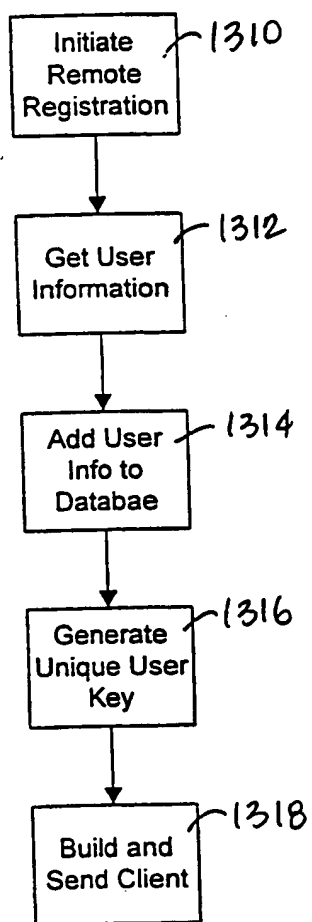 Initiate
Remote
Registration
1310
Get User
Information
1312
Add User
Info to
Databae
1314
Generate
Unique User
Key
1316
Build and
Send Client
1318